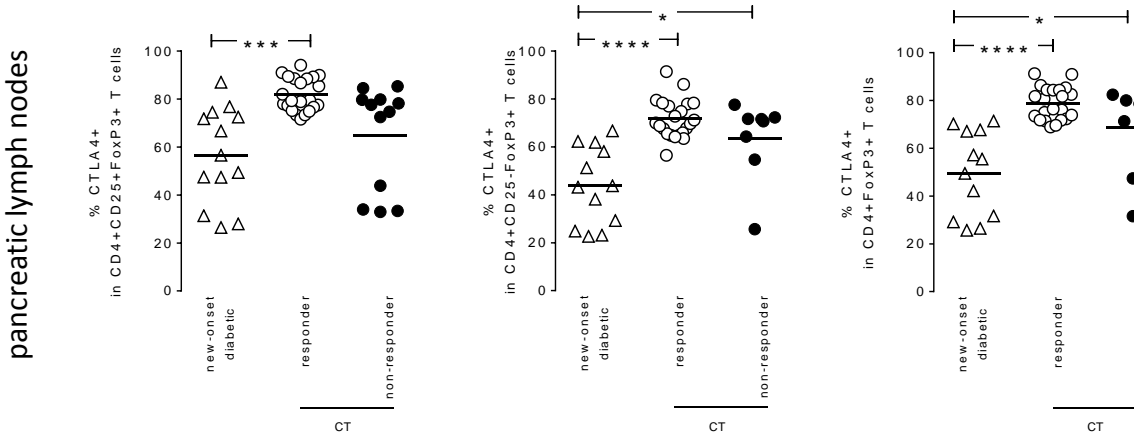 pancreatic lymph nodes
% CTLA4+
in CD4+CD25+FoxP3+ T cells
100
80
60
40
20
0
***
new-onset
diabetic
responder
non-responder
CT
% CTLA4+
in CD4+CD25-FoxP3+ T cells
100
80
60
40
20
0
*
****
new-onset
diabetic
responder
non-responder
CT
% CTLA4+
in CD4+FoxP3+ T cells
100
80
60
40
20
0
*
****
new-onset
diabetic
responder
CT